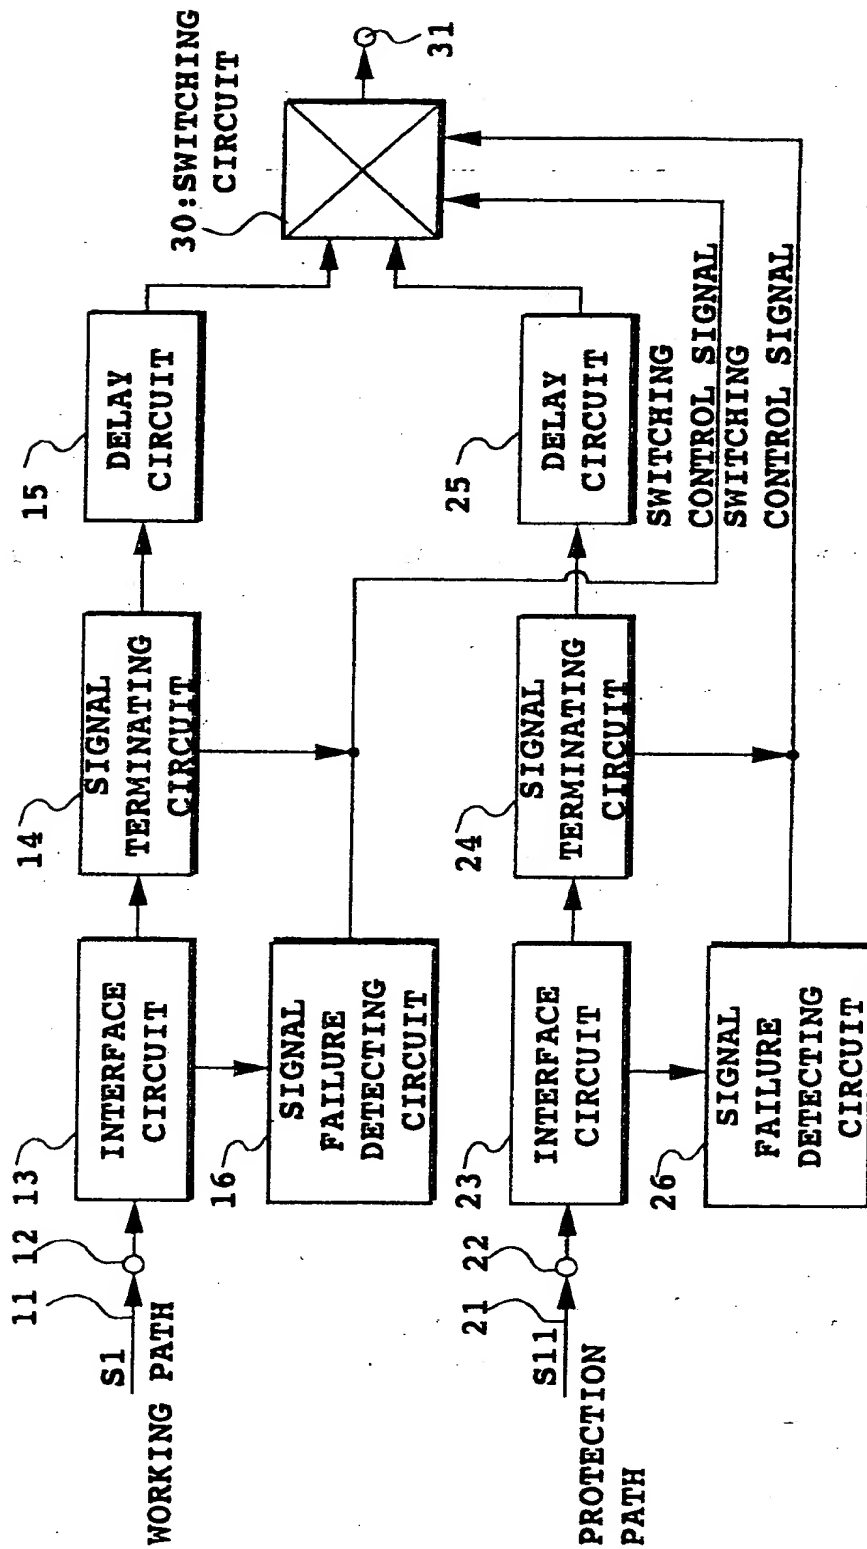 WORKING PATH
S1
11
12
13
INTERFACE
CIRCUIT
14
SIGNAL
TERMINATING
CIRCUIT
15
DELAY
CIRCUIT
16
SIGNAL
FAILURE
DETECTING
CIRCUIT
30:SWITCHING
CIRCUIT
31
PROTECTION
PATH
S11
21
22
23
INTERFACE
CIRCUIT
24
SIGNAL
TERMINATING
CIRCUIT
25
DELAY
CIRCUIT
26
SIGNAL
FAILURE
DETECTING
CIRCUIT
SWITCHING
CONTROL SIGNAL
SWITCHING
CONTROL SIGNAL